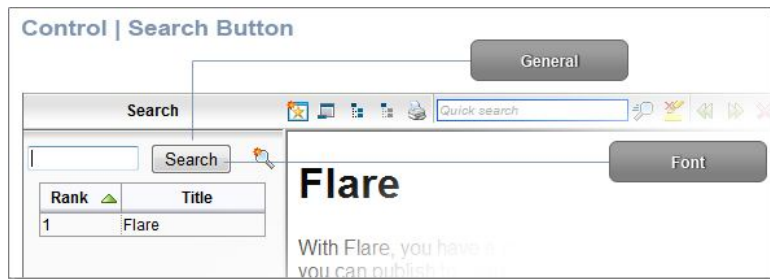 Control | Search Button
General
Search
Quick search
Search
Font
Rank Title
1 Flare
Flare
With Flare, you have a
you can publish to